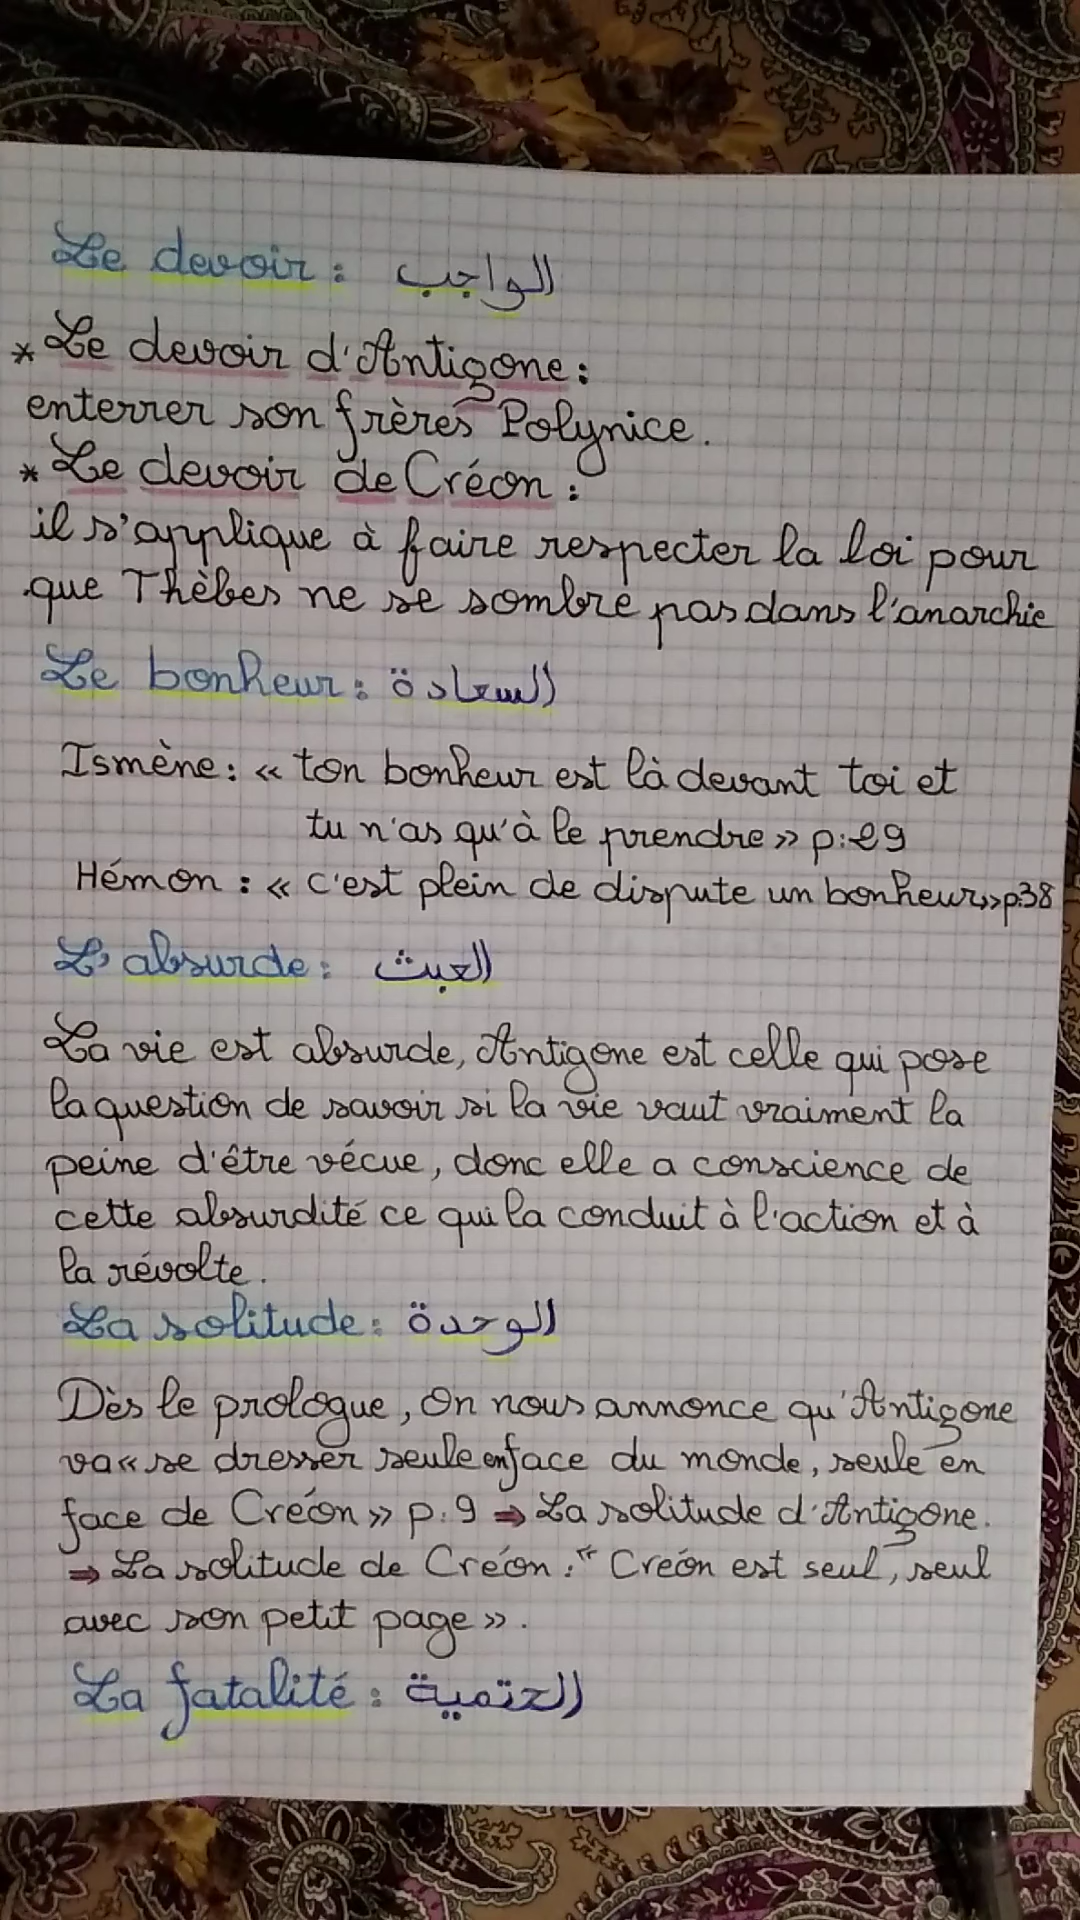 Le devoir : الواجب
* Le devoir d'Antigone :
enterrer son frères Polynice.
* Le devoir de Créon :
il s'applique à faire respecter la loi pour
que Thèbes ne se sombre pas dans l'anarchie
Le bonheur : السعادة
Ismène : « ton bonheur est là devant toi et
tu n'as qu'à le prendre » p:29
Hémon : « c'est plein de dispute un bonheur » p:38
L'absurde : العبث
La vie est absurde, Antigone est celle qui pose
la question de savoir si la vie vaut vraiment la
peine d'être vécue, donc elle a conscience de
cette absurdité ce qui la conduit à l'action et à
la révolte.
La solitude : الوحدة
Dès le prologue, On nous annonce qu'Antigone
va « se dresser seule en face du monde, seule en
face de Créon » p.9 ⇒ La solitude d'Antigone.
⇒ La solitude de Créon : " Creón est seul, seul
avec son petit page ».
La fatalité : الحتمية